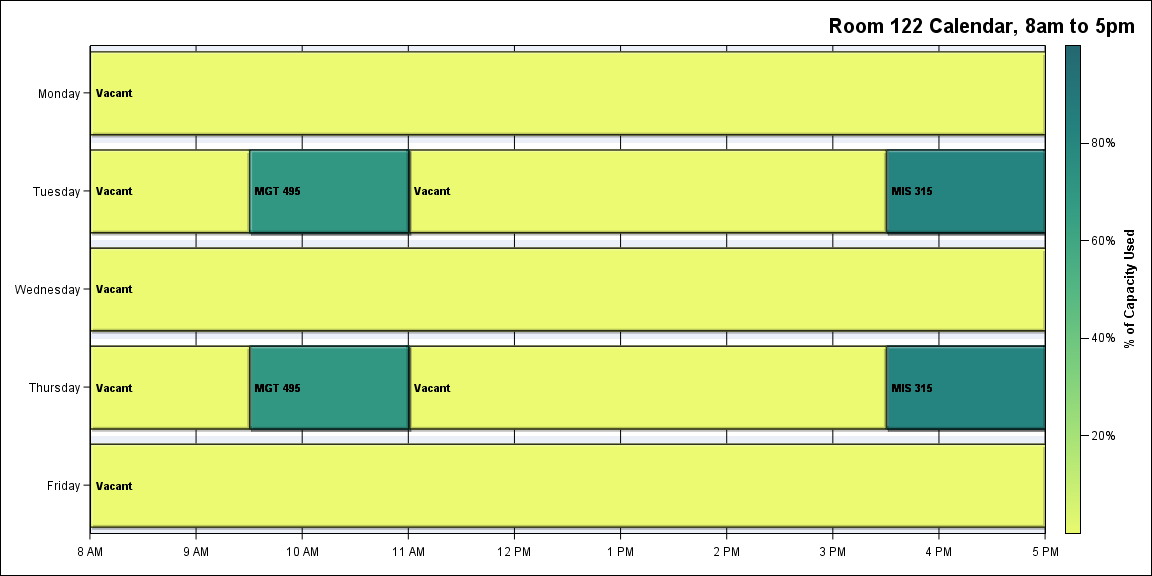 Room 122 Calendar, 8am to 5pm
Monday
Vacant
Tuesday
Vacant
MGT 495
Vacant
MIS 315
Wednesday
Vacant
Thursday
Vacant
MGT 495
Vacant
MIS 315
Friday
Vacant
8 AM
9 AM
10 AM
11 AM
12 PM
1 PM
2 PM
3 PM
4 PM
5 PM
80%
60%
40%
20%
% of Capacity Used